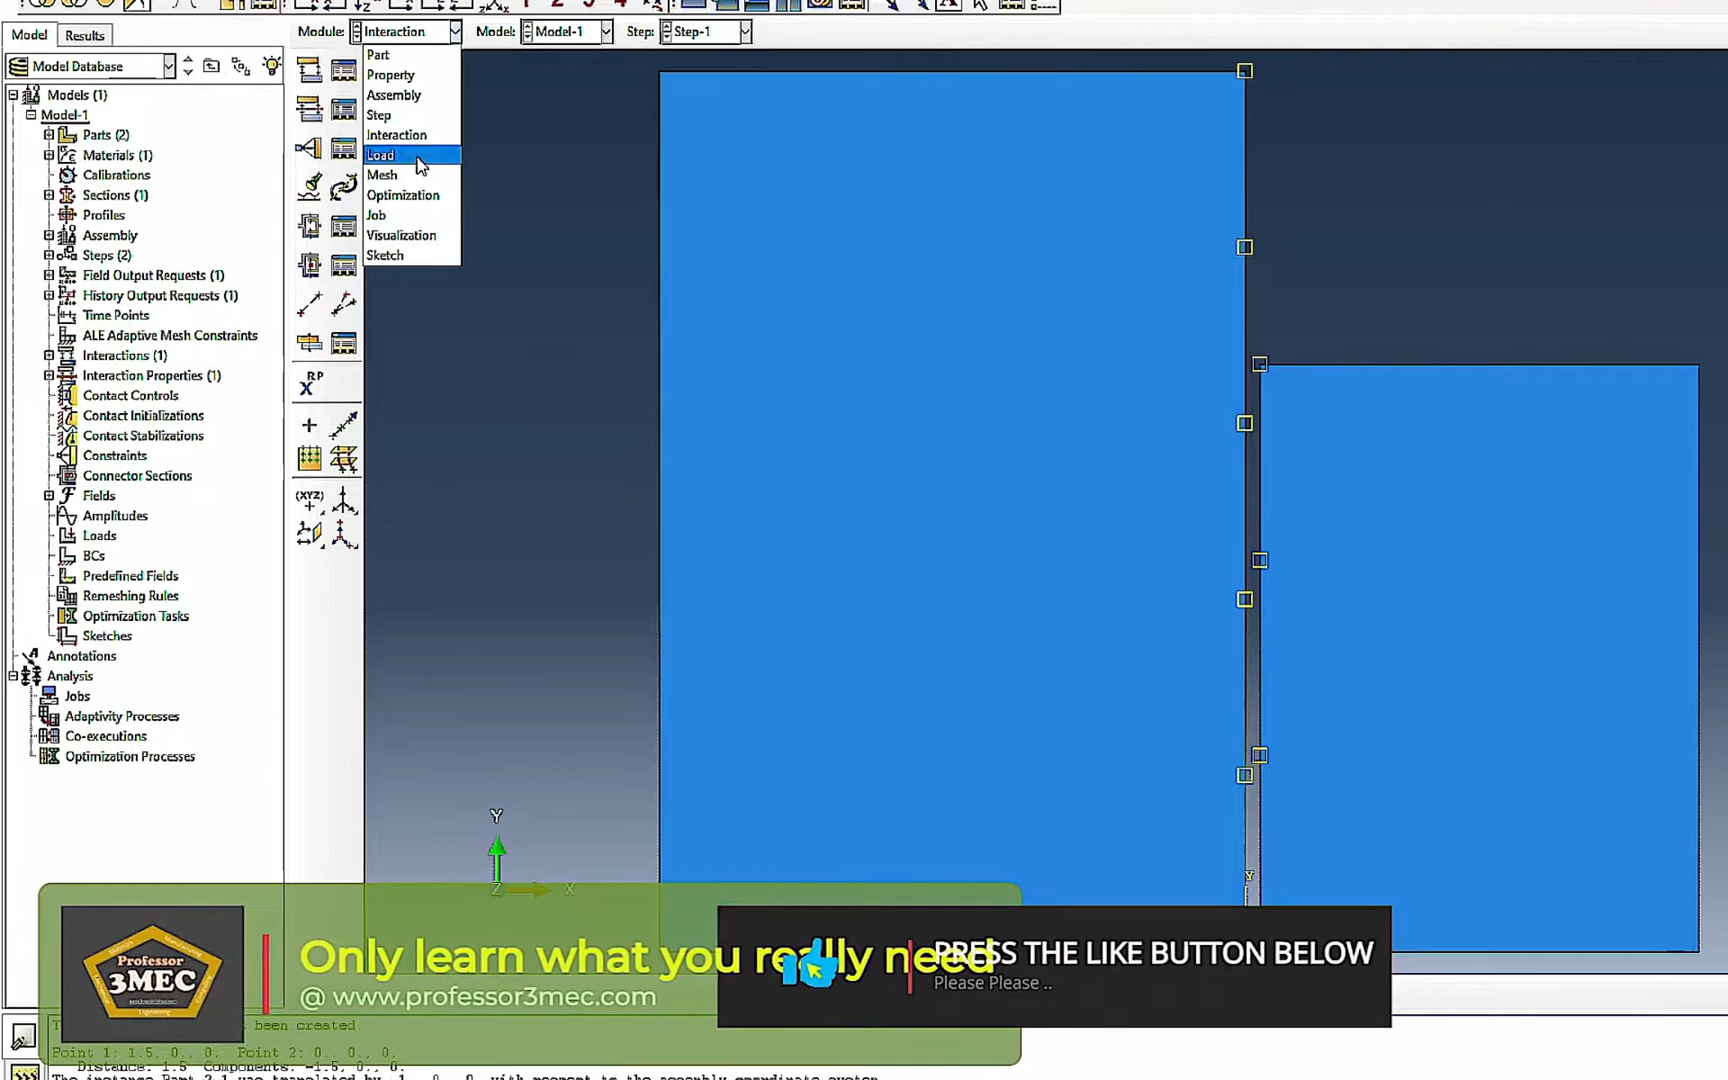 Model
Results
Module:
Interaction
Model:
Model-1
Step:
Step-1
Model Database
Models (1)
Model-1
Parts (2)
Materials (1)
Calibrations
Sections (1)
Profiles
Assembly
Steps (2)
Field Output Requests (1)
History Output Requests (1)
Time Points
ALE Adaptive Mesh Constraints
Interactions (1)
Interaction Properties (1)
Contact Controls
Contact Initializations
Contact Stabilizations
Constraints
Connector Sections
Fields
Amplitudes
Loads
BCs
Predefined Fields
Remeshing Rules
Optimization Tasks
Sketches
Annotations
Analysis
Jobs
Adaptivity Processes
Co-executions
Optimization Processes
Part
Property
Assembly
Step
Interaction
Load
Mesh
Optimization
Job
Visualization
Sketch
RP
X
(XYZ)
Y
Z
X
Y
Professor
3MEC
Only learn what you really need
@ www.professor3mec.com
PRESS THE LIKE BUTTON BELOW
Please Please ..
been created.
Point 1: 1.5, 0., 0. Point 2: 0., 0., 0.
Distance: 1.5 Components: -1.5, 0., 0.